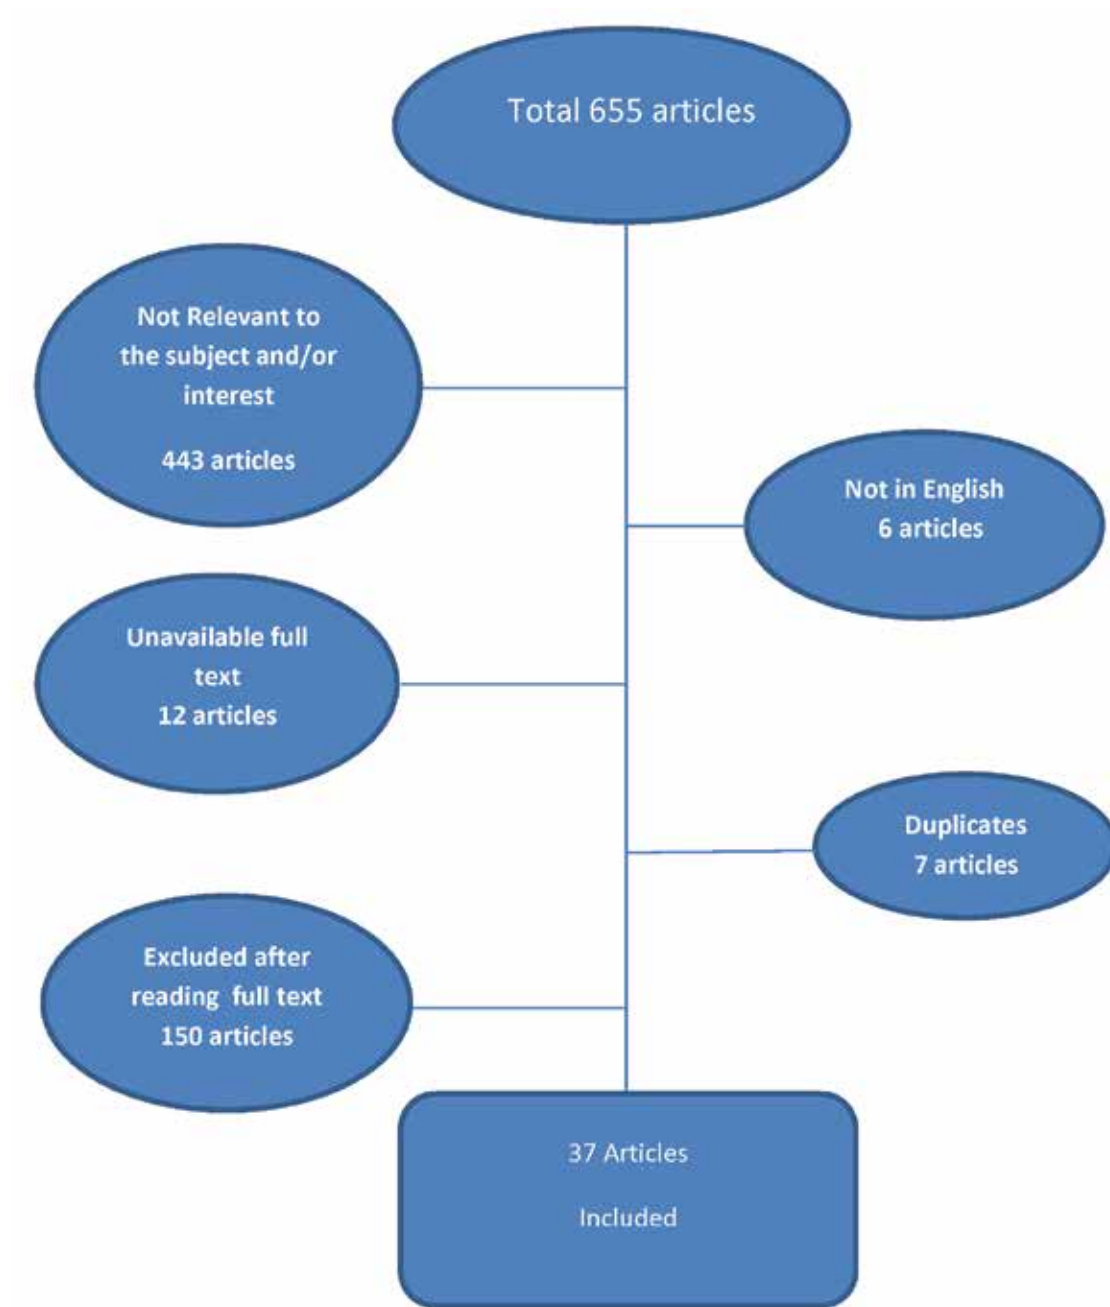 Total 655 articles
Not Relevant to
the subject and/or
interest
443 articles
Not in English
6 articles
Unavailable full
text
12 articles
Duplicates
7 articles
Excluded after
reading full text
150 articles
37 Articles
Included